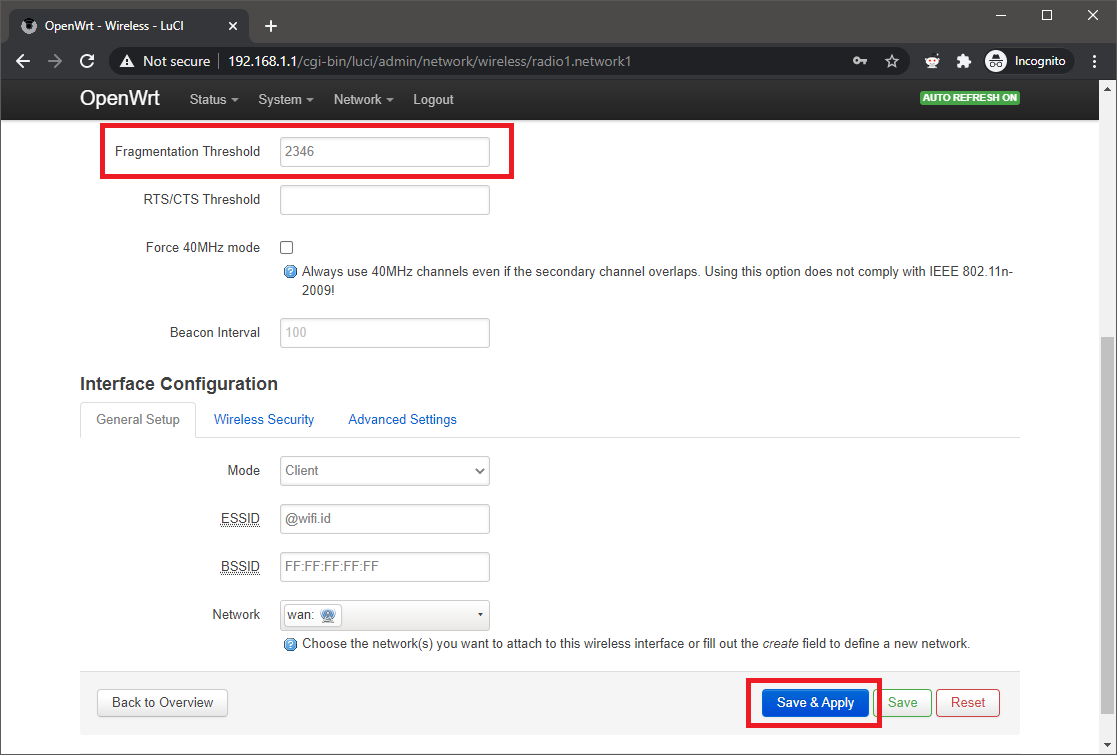 OpenWrt - Wireless - LuCI
Not secure 192.168.1.1/cgi-bin/luci/admin/network/wireless/radio1.network1 Incognito
OpenWrt Status System Network Logout AUTO REFRESH ON
Fragmentation Threshold 2346
RTS/CTS Threshold
Force 40MHz mode
Always use 40MHz channels even if the secondary channel overlaps. Using this option does not comply with IEEE 802.11n-
2009!
Beacon Interval 100
Interface Configuration
General Setup Wireless Security Advanced Settings
Mode Client
ESSID @wifi.id
BSSID FF:FF:FF:FF:FF
Network wan:
Choose the network(s) you want to attach to this wireless interface or fill out the create field to define a new network.
Back to Overview Save & Apply Save Reset